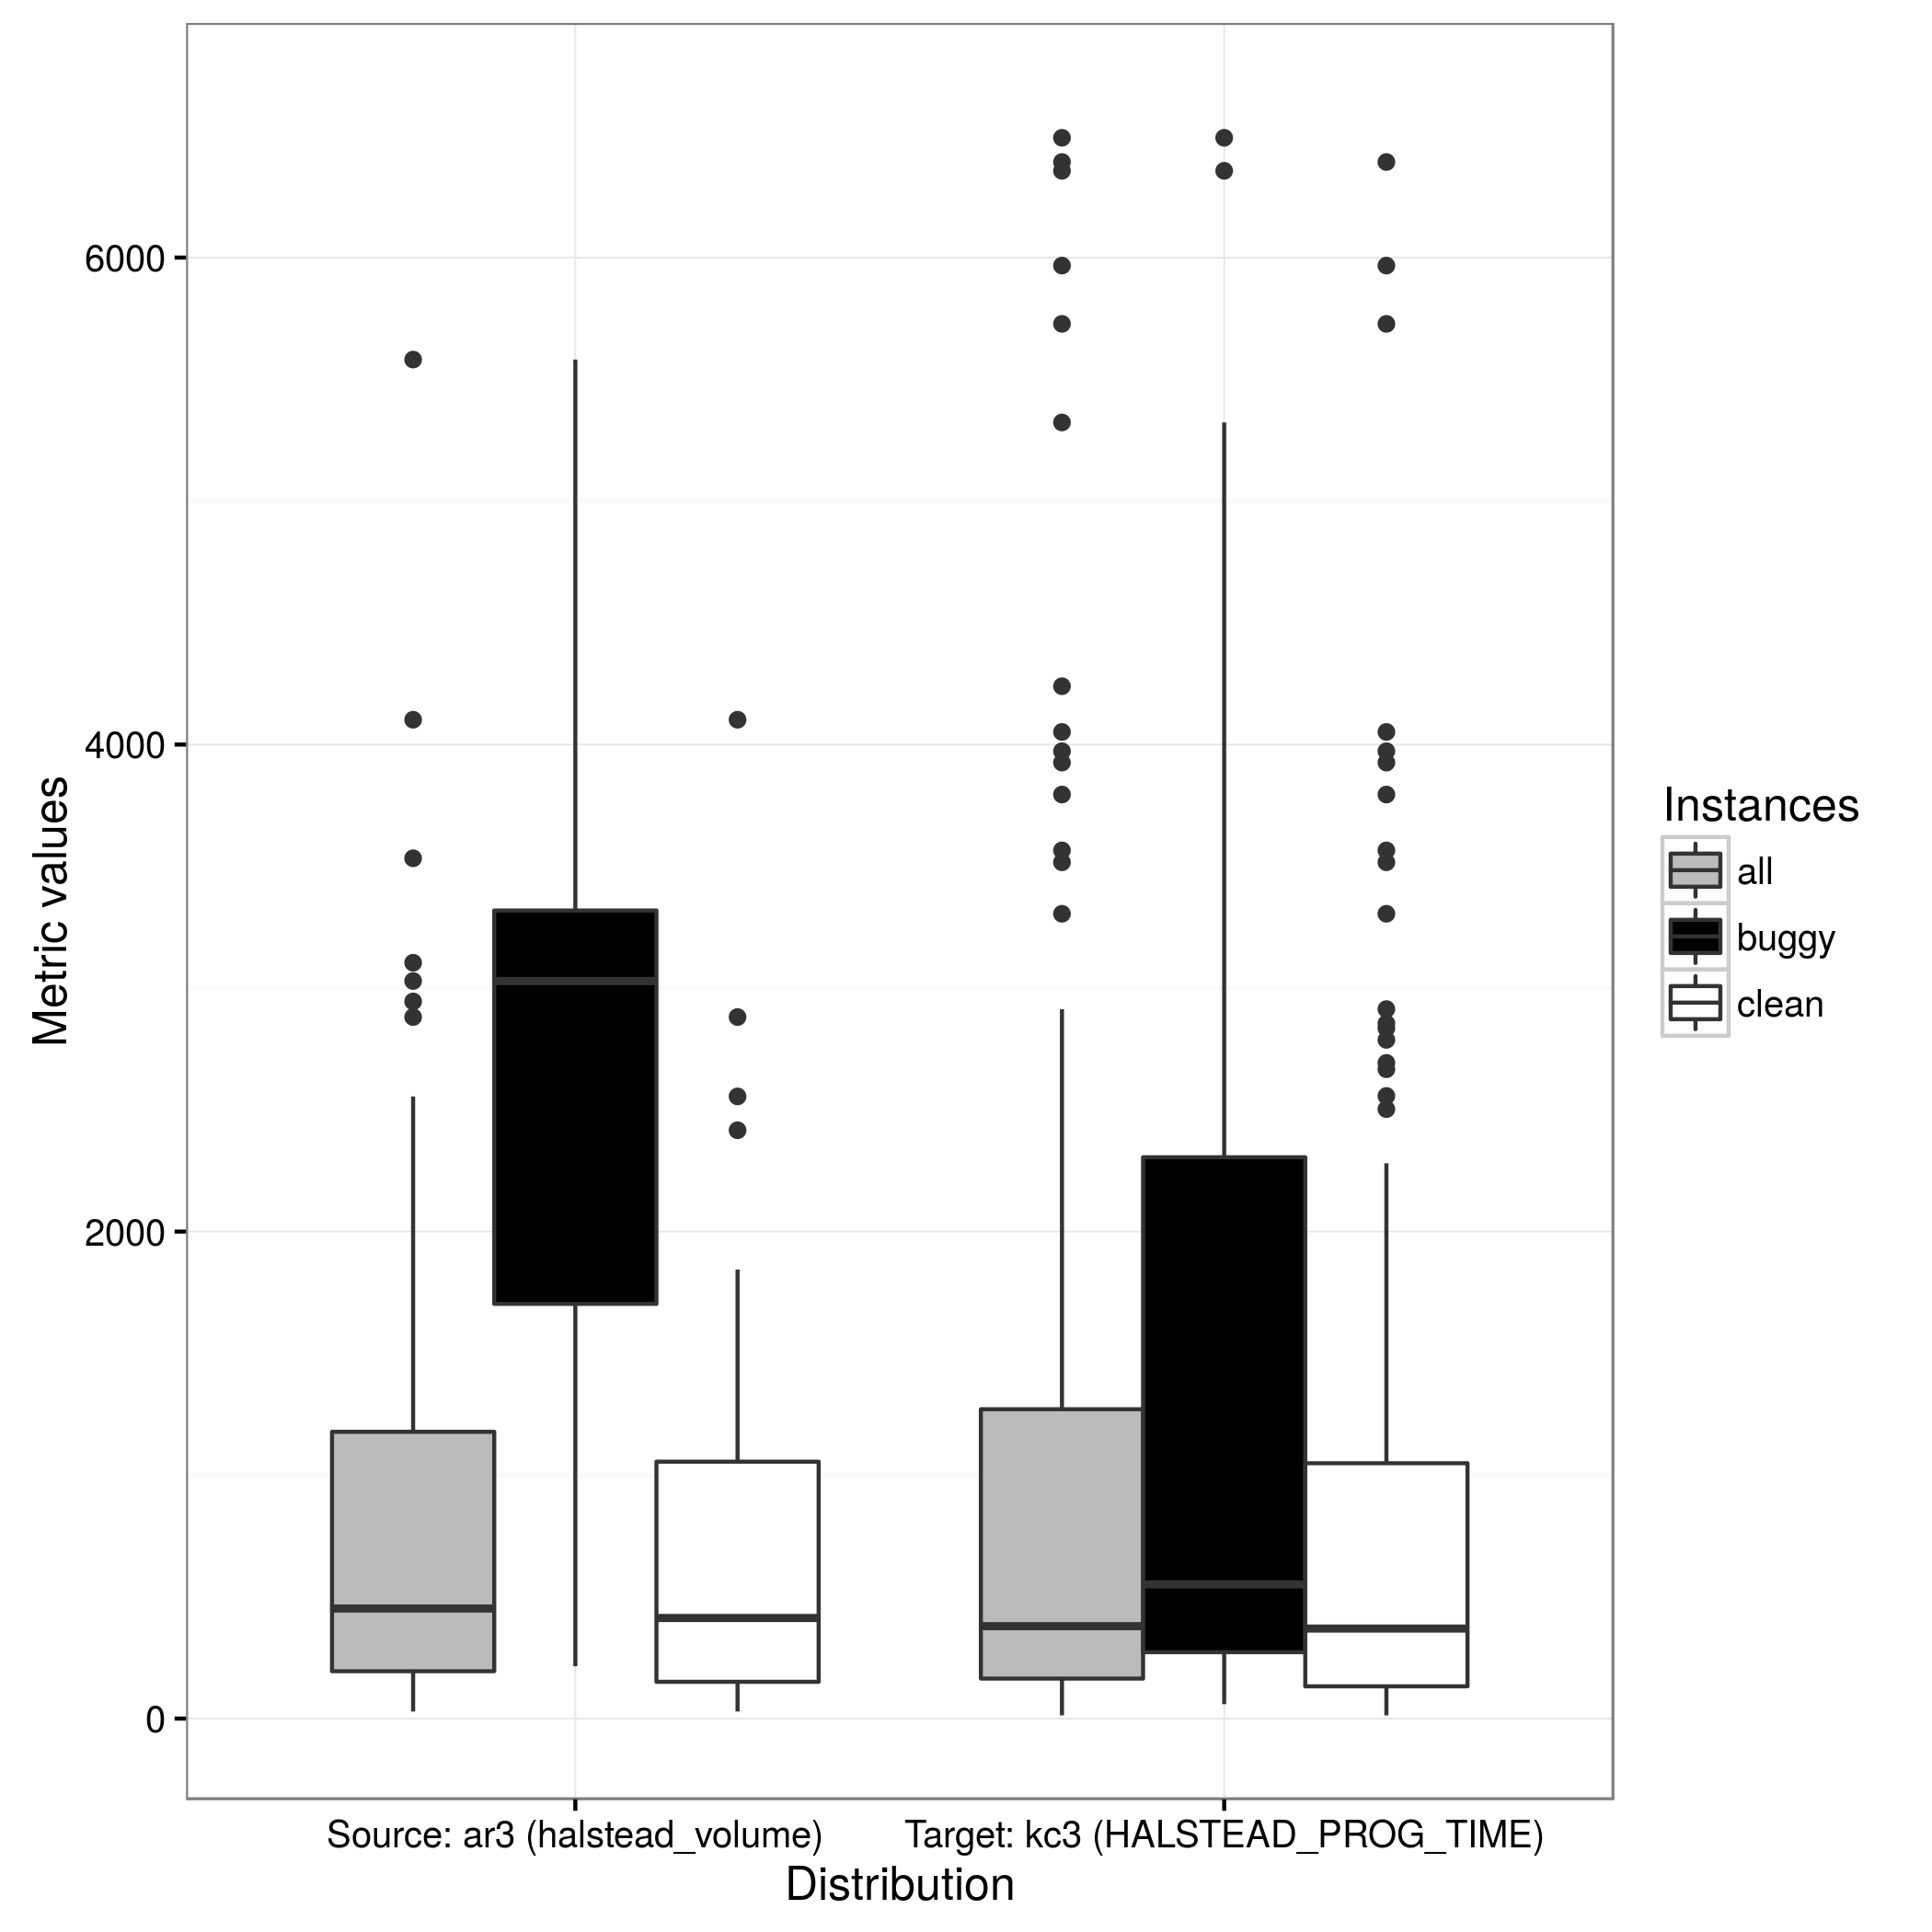 6000
4000
2000
0
Metric values
Source: ar3 (halstead_volume)
Target: kc3 (HALSTEAD_PROG_TIME)
Distribution
Instances
all
buggy
clean